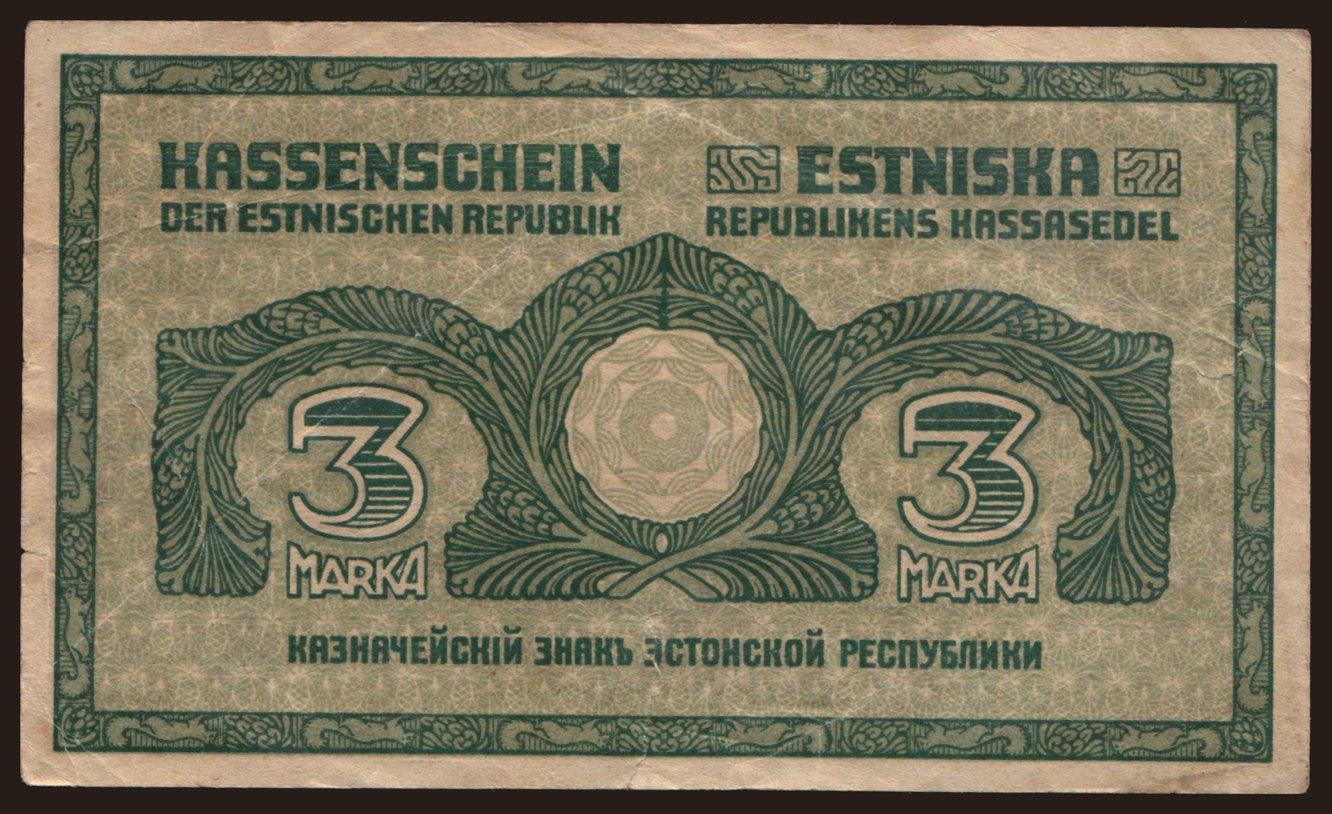 KASSENSCHEIN
DER ESTNISCHEN REPUBLIK
ESTNISKA
REPUBLIKENS KASSASEDEL
3
MARKA
3
MARKA
КАЗНАЧЕЙСКІЙ ЗНАКЪ ЭСТОНСКОЙ РЕСПУБЛИКИ